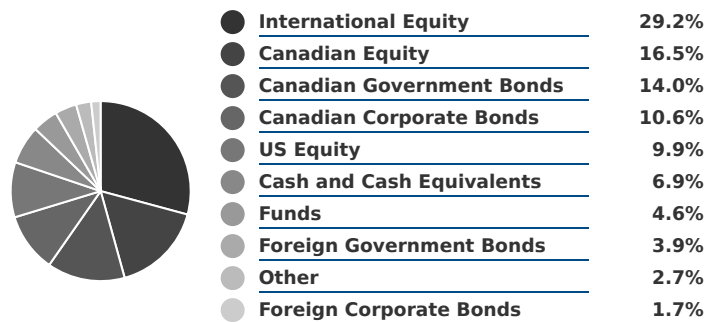 International Equity 29.2%
Canadian Equity 16.5%
Canadian Government Bonds 14.0%
Canadian Corporate Bonds 10.6%
US Equity 9.9%
Cash and Cash Equivalents 6.9%
Funds 4.6%
Foreign Government Bonds 3.9%
Other 2.7%
Foreign Corporate Bonds 1.7%